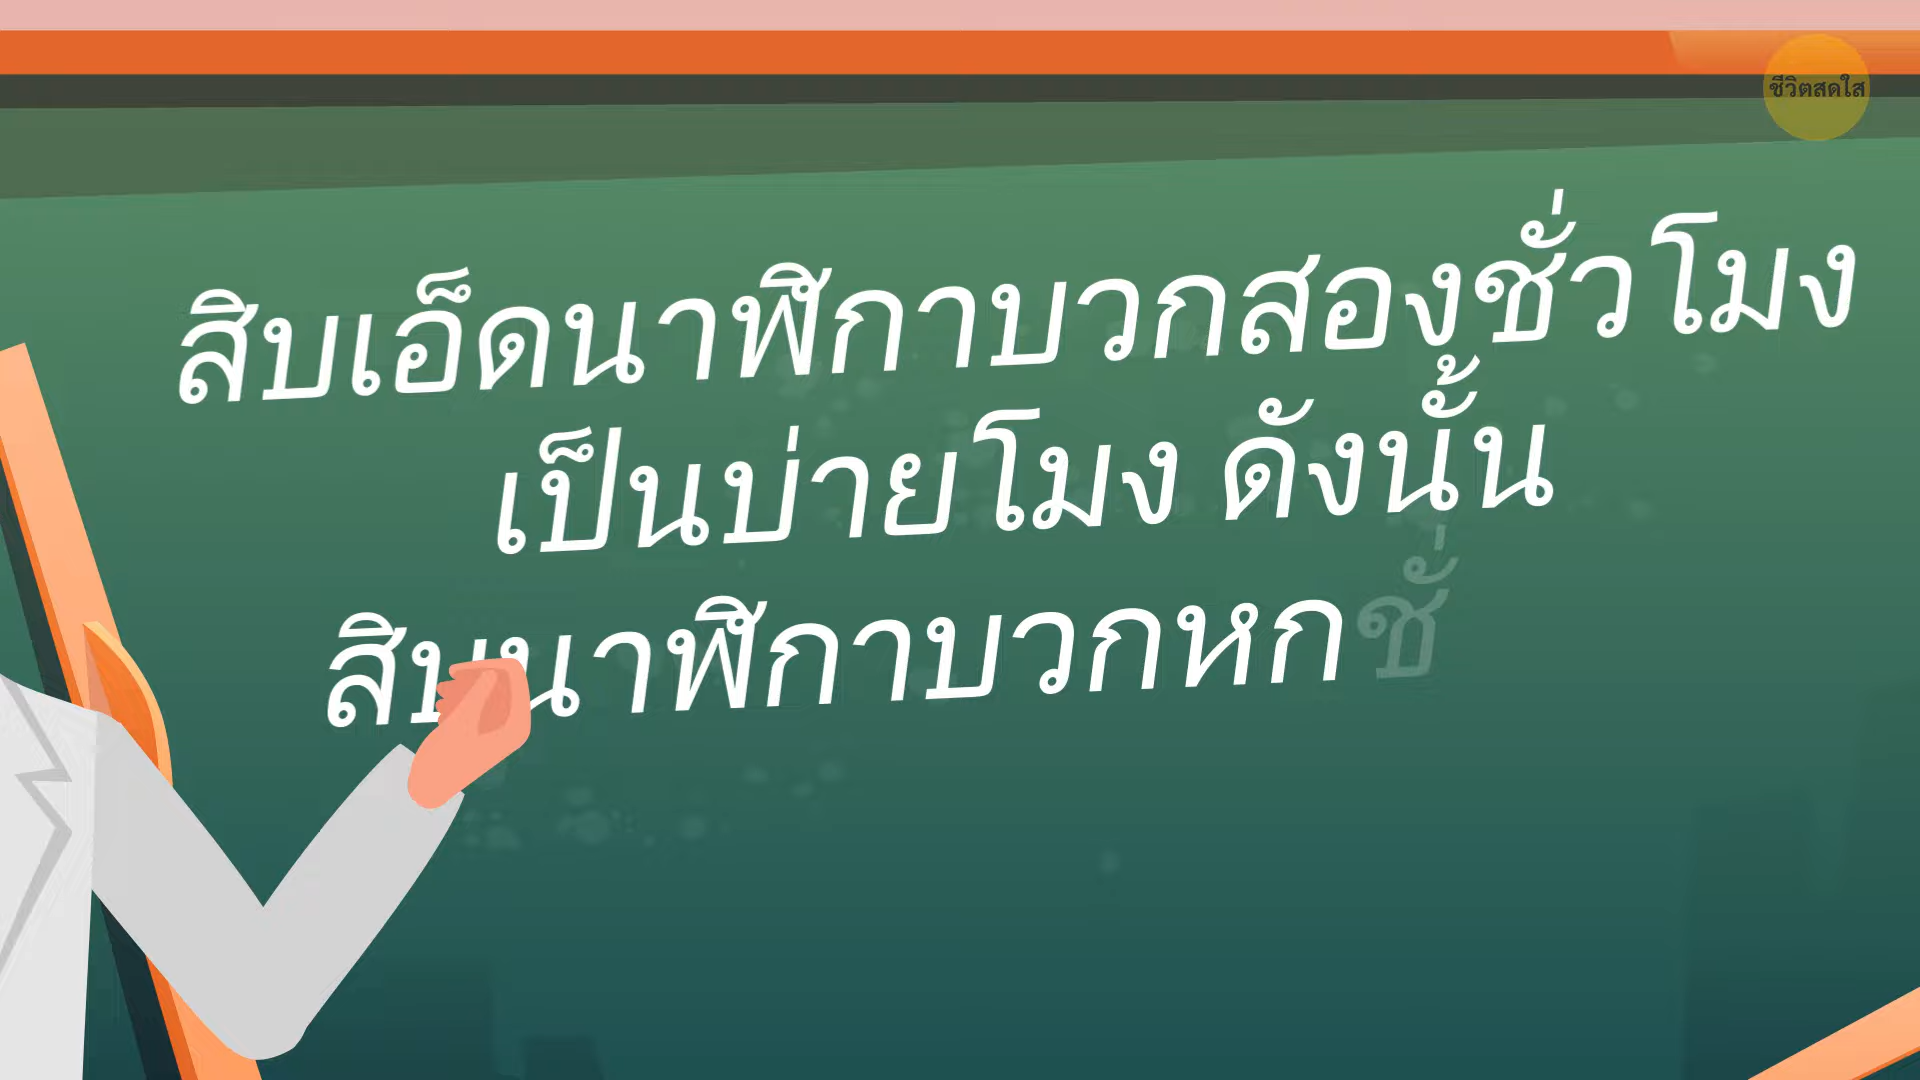 ชีวิตสดใส
สิบเอ็ดนาฬิกาบวกสองชั่วโมง
เป็นบ่ายโมง ดังนั้น
สิบนาฬิกาบวกหกชั่